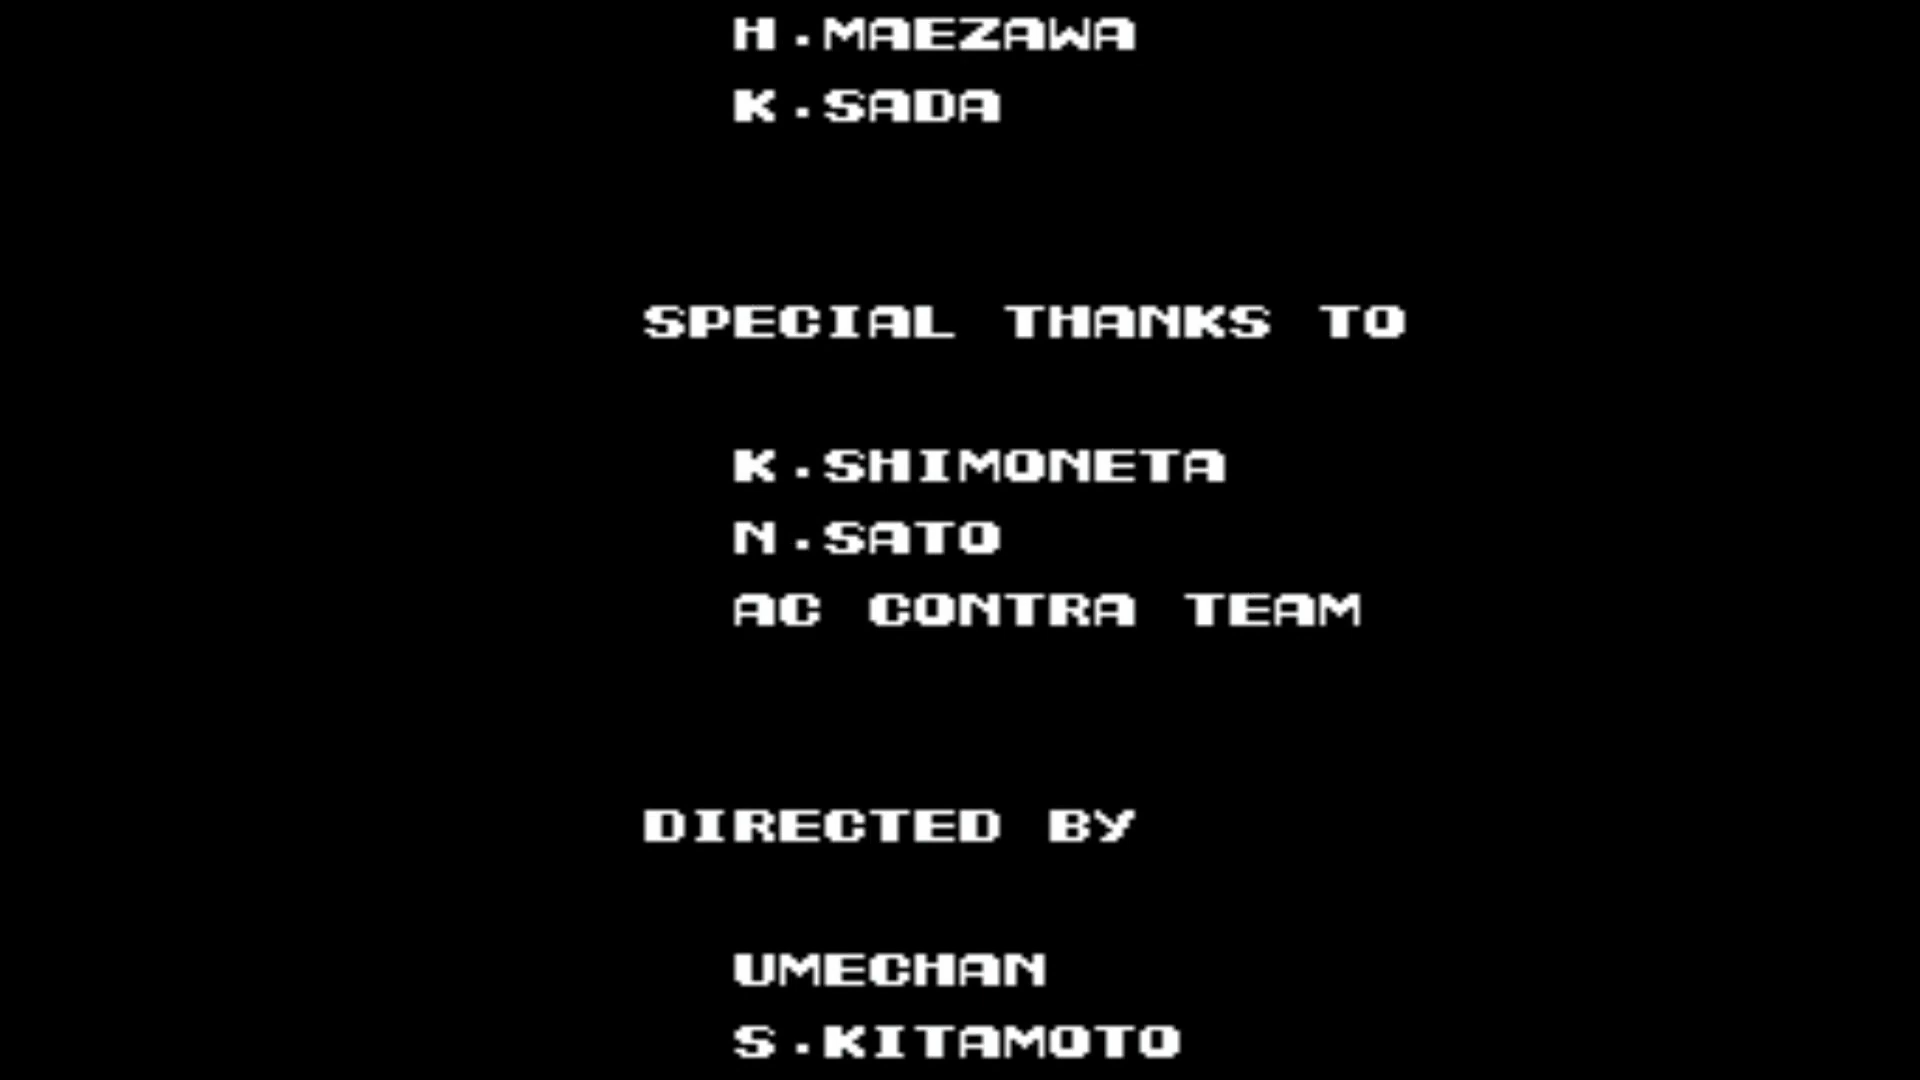 H.MAEZAWA
K.SADA
SPECIAL THANKS TO
K.SHIMONETA
N.SATO
AC CONTRA TEAM
DIRECTED BY
UMECHAN
S.KITAMOTO